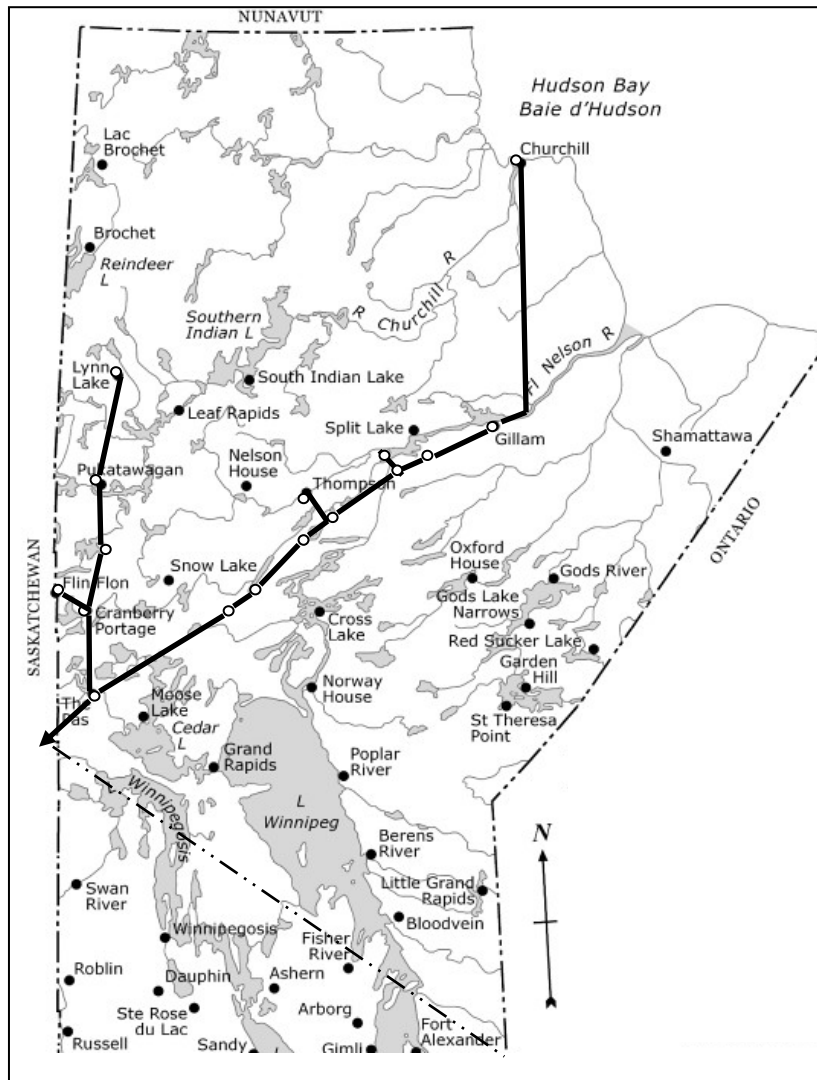 NUNAVUT
Hudson Bay
Baie d'Hudson
Lac
Brochet
Churchill
Brochet
Reindeer
L
Southern
Indian L
R Churchill R
Lynn
Lake
South Indian Lake
Leaf Rapids
Fl Nelson R
Split Lake
Gillam
Shamattawa
Pukatawagan
Nelson
House
Thompson
SASKATCHEWAN
ONTARIO
Flin Flon
Snow Lake
Oxford
House
Gods River
Gods Lake
Narrows
Cranberry
Portage
Cross
Lake
Red Sucker Lake
Garden
Hill
The
Pas
Moose
Lake
Norway
House
St Theresa
Point
Cedar
L
Grand
Rapids
Poplar
River
Winnipegosis
L
Winnipeg
N
Berens
River
Swan
River
Little Grand
Rapids
Bloodvein
Winnipegosis
Fisher
River
Roblin
Dauphin
Ashern
Ste Rose
du Lac
Arborg
Fort
Alexander
Russell
Sandy
L
Gimli